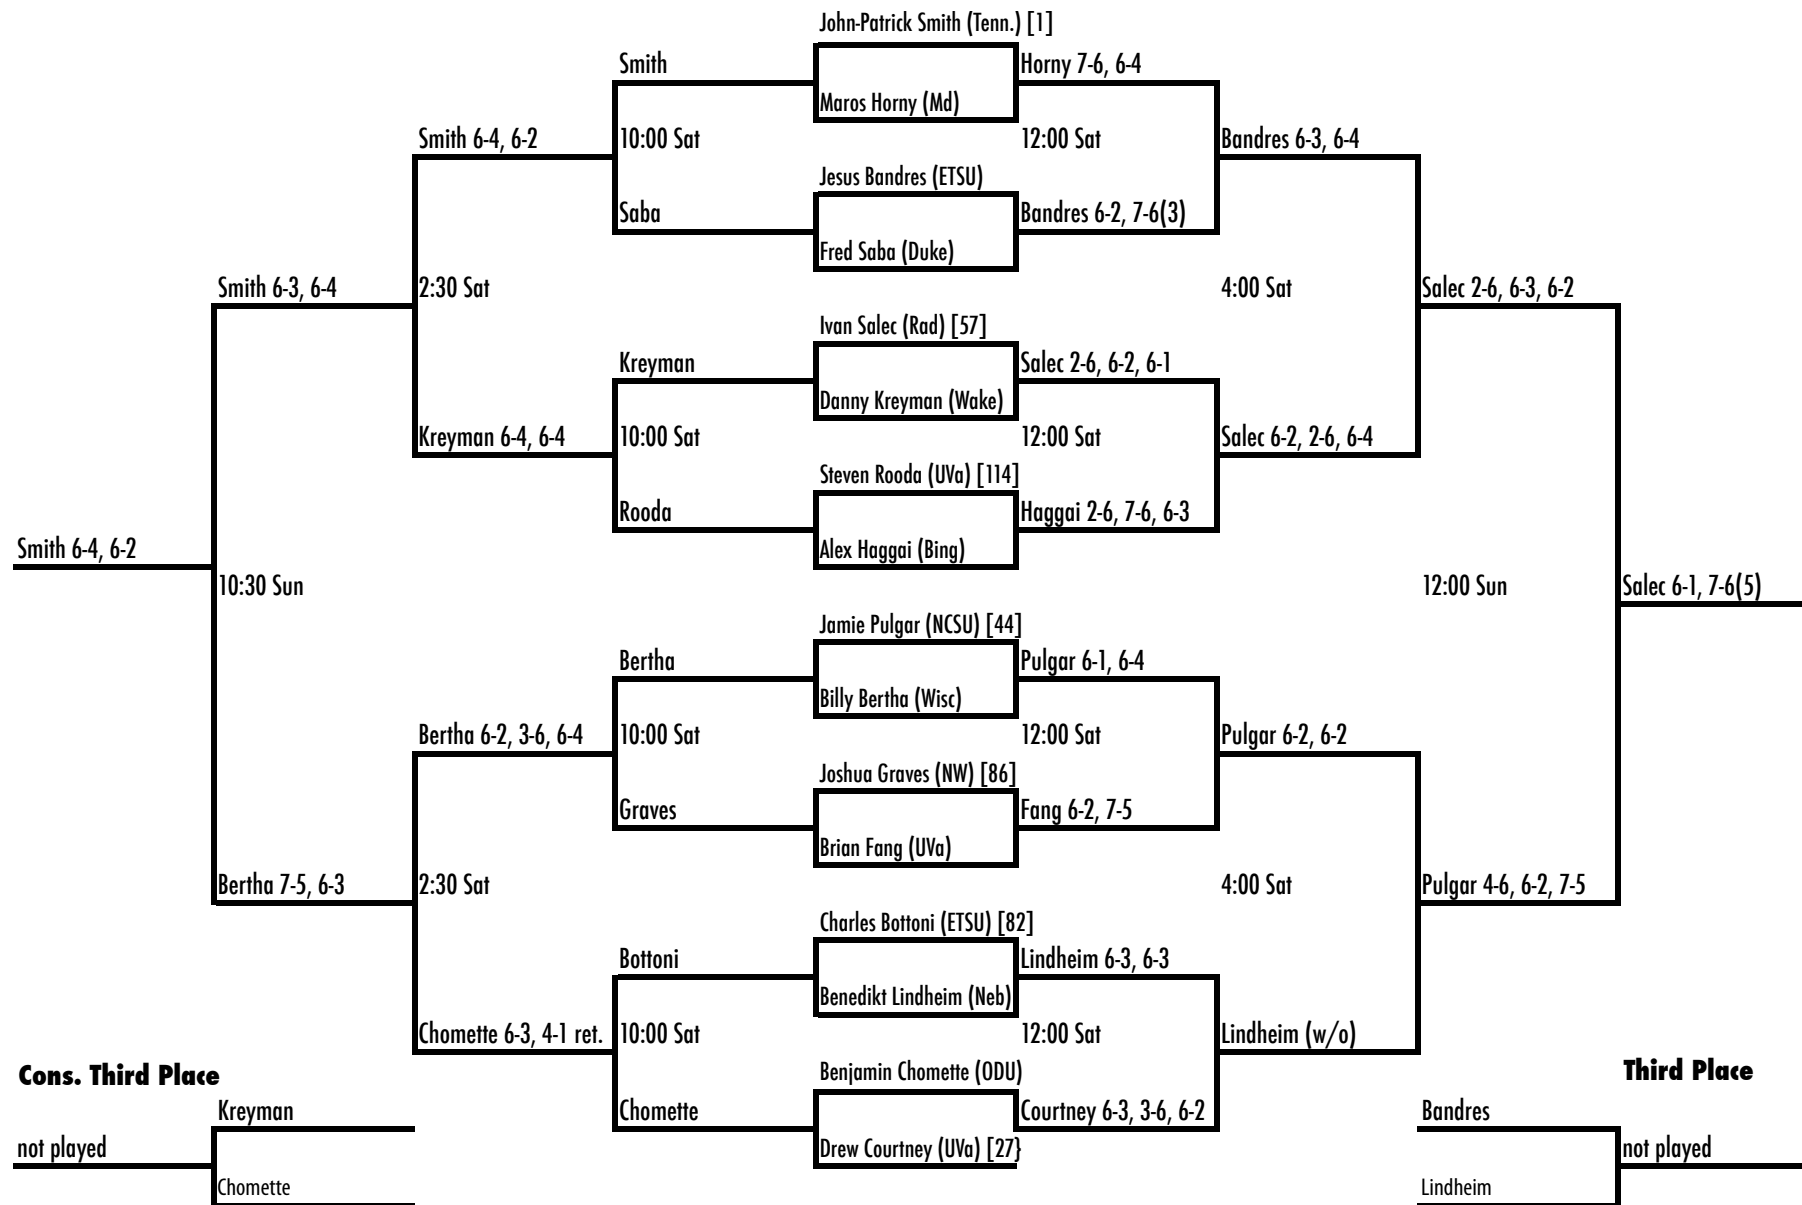 John-Patrick Smith (Tenn.) [1]
Smith
Horny 7-6, 6-4
Maros Horny (Md)
Smith 6-4, 6-2
10:00 Sat
12:00 Sat
Bandres 6-3, 6-4
Jesus Bandres (ETSU)
Saba
Bandres 6-2, 7-6(3)
Fred Saba (Duke)
Smith 6-3, 6-4
2:30 Sat
4:00 Sat
Salec 2-6, 6-3, 6-2
Ivan Salec (Rad) [57]
Kreyman
Salec 2-6, 6-2, 6-1
Danny Kreyman (Wake)
Kreyman 6-4, 6-4
10:00 Sat
12:00 Sat
Salec 6-2, 2-6, 6-4
Steven Rooda (UVa) [114]
Rooda
Haggai 2-6, 7-6, 6-3
Smith 6-4, 6-2
Alex Haggai (Bing)
10:30 Sun
12:00 Sun
Salec 6-1, 7-6(5)
Jamie Pulgar (NCSU) [44]
Bertha
Pulgar 6-1, 6-4
Billy Bertha (Wisc)
Bertha 6-2, 3-6, 6-4
10:00 Sat
12:00 Sat
Pulgar 6-2, 6-2
Joshua Graves (NW) [86]
Graves
Fang 6-2, 7-5
Brian Fang (UVa)
Bertha 7-5, 6-3
2:30 Sat
4:00 Sat
Pulgar 4-6, 6-2, 7-5
Charles Bottoni (ETSU) [82]
Bottoni
Lindheim 6-3, 6-3
Benedikt Lindheim (Neb)
Chomette 6-3, 4-1 ret.
10:00 Sat
12:00 Sat
Lindheim (w/o)
Cons. Third Place
Benjamin Chomette (ODU)
Third Place
Kreyman
Chomette
Courtney 6-3, 3-6, 6-2
Bandres
not played
Drew Courtney (UVa) [27}
not played
Chomette
Lindheim